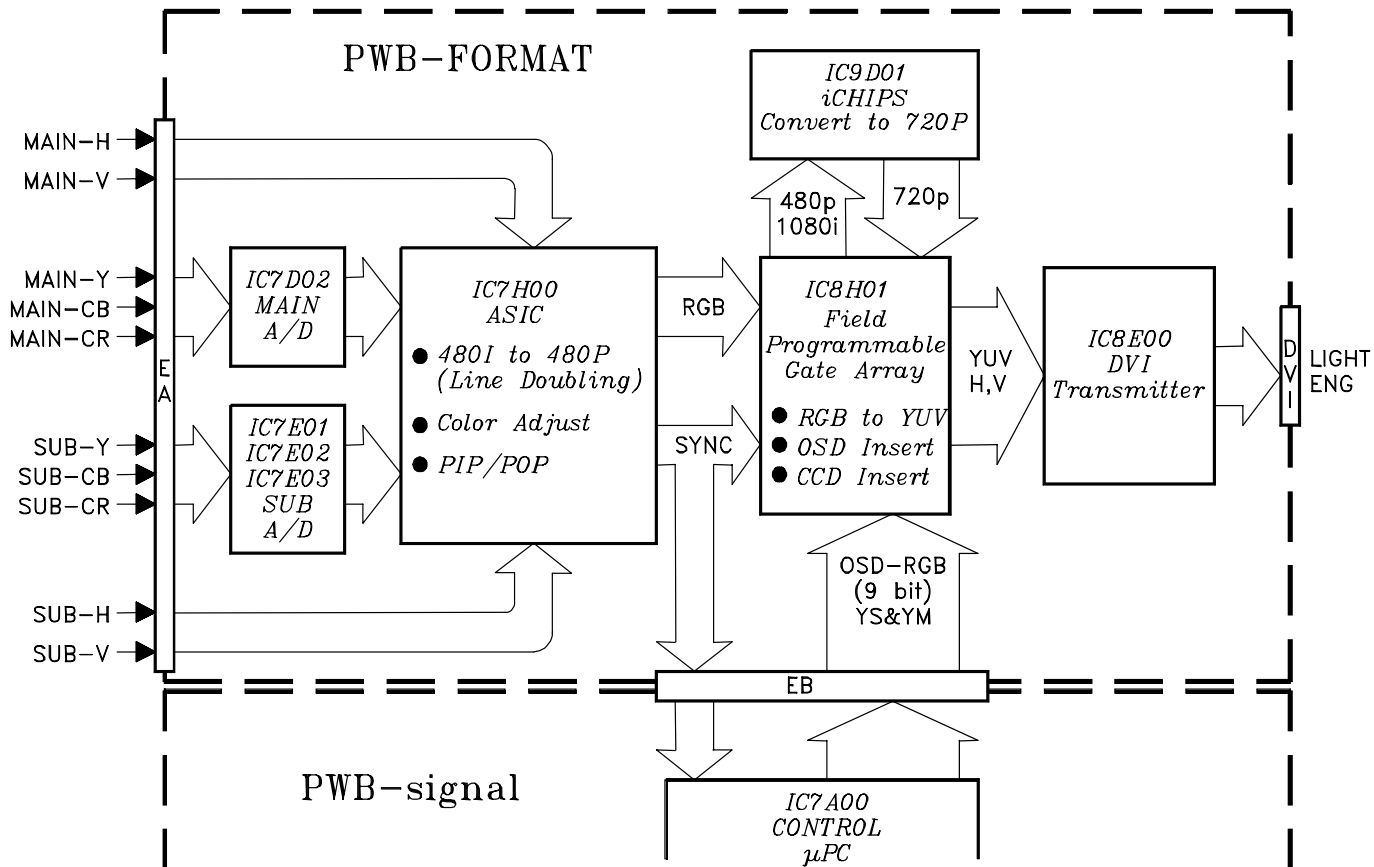 PWB-FORMAT
IC9D01
iCHIPS
Convert to 720P
MAIN-H
MAIN-V
480p
1080i
720p
MAIN-Y
MAIN-CB
MAIN-CR
EA
IC7D02
MAIN
A/D
IC7H00
ASIC
● 480I to 480P
(Line Doubling)
● Color Adjust
● PIP/POP
RGB
SYNC
IC8H01
Field
Programmable
Gate Array
● RGB to YUV
● OSD Insert
● CCD Insert
YUV
H,V
IC8E00
DVI
Transmitter
DVI
LIGHT
ENG
SUB-Y
SUB-CB
SUB-CR
IC7E01
IC7E02
IC7E03
SUB
A/D
OSD-RGB
(9 bit)
YS&YM
SUB-H
SUB-V
EB
PWB-signal
IC7A00
CONTROL
µPC